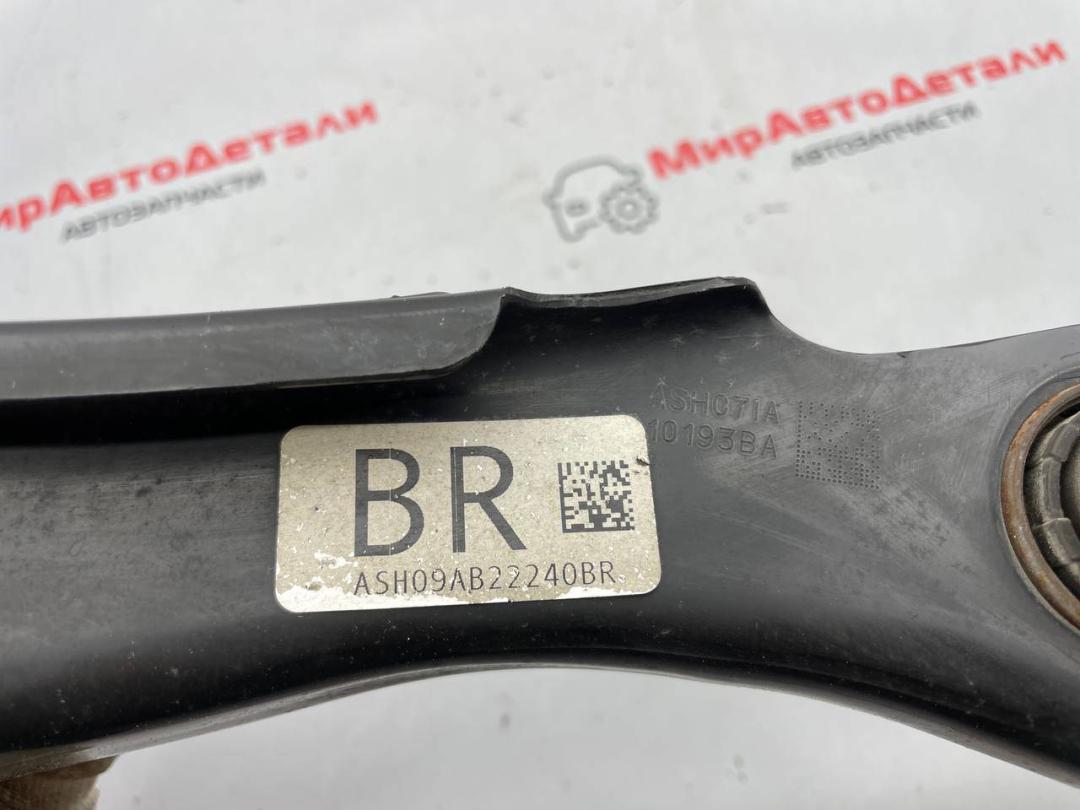 МирАвтоДетали
АВТОЗАПЧАСТИ
МирАвтоДетали
АВТОЗАПЧАСТИ
ASH071A
10193BA
BR
ASH09AB22240BR